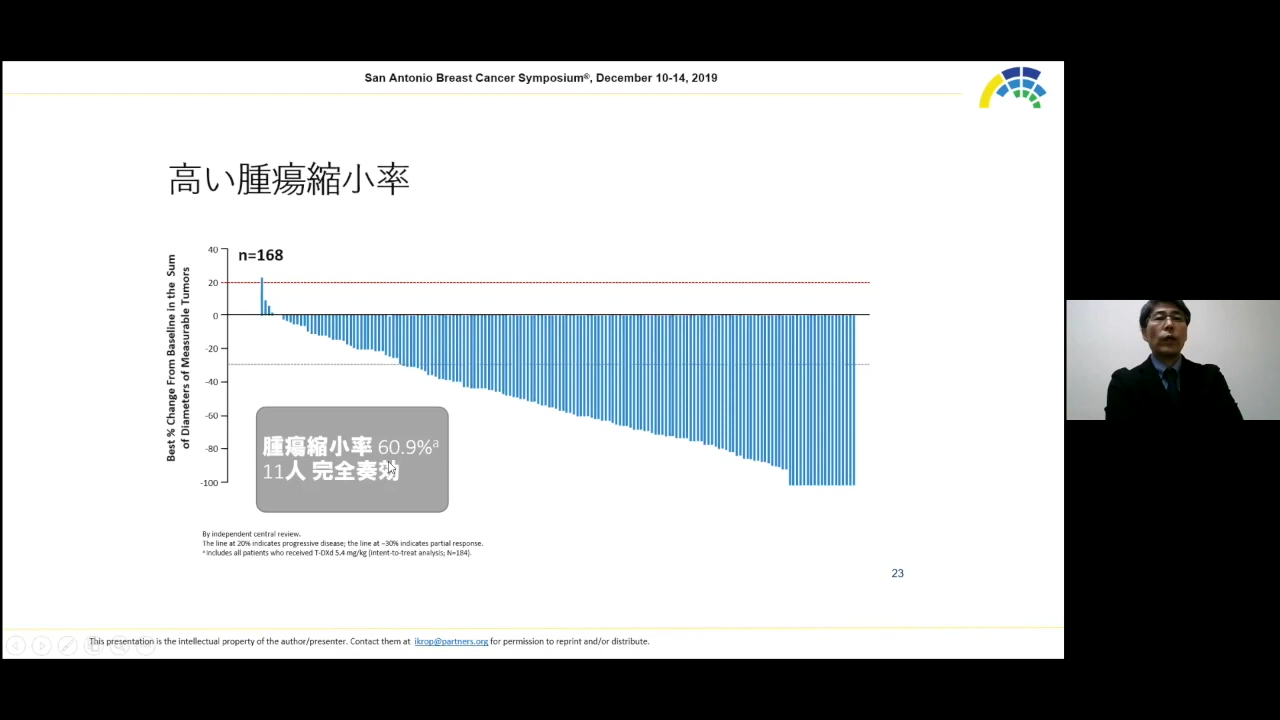 San Antonio Breast Cancer Symposium®, December 10-14, 2019
高い腫瘍縮小率
Best % Change From Baseline in the Sum
of Diameters of Measurable Tumors
40
20
0
-20
-40
-60
-80
-100
n=168
腫瘍縮小率 60.9%ᵃ
11人 完全奏効
By independent central review.
The line at 20% indicates progressive disease; the line at −30% indicates partial response.
ᵃ Includes all patients who received T-DXd 5.4 mg/kg (intent-to-treat analysis; N=184).
23
This presentation is the intellectual property of the author/presenter. Contact them at ikrop@partners.org for permission to reprint and/or distribute.